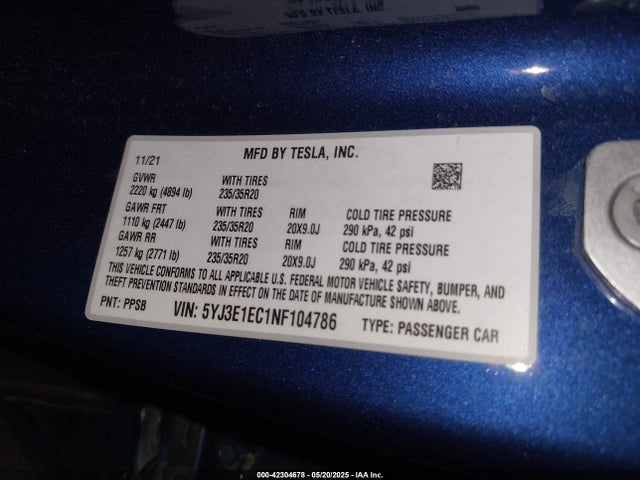 MFD BY TESLA, INC.
11/21
MFD BY TESLA, INC.
GVWR WITH TIRES
2220 kg (4894 lb) 235/35R20
GAWR FRT WITH TIRES RIM COLD TIRE PRESSURE
1110 kg (2447 lb) 235/35R20 20X9.0J 290 kPa, 42 psi
GAWR RR WITH TIRES RIM COLD TIRE PRESSURE
1257 kg (2771 lb) 235/35R20 20X9.0J 290 kPa, 42 psi
THIS VEHICLE CONFORMS TO ALL APPLICABLE U.S. FEDERAL MOTOR VEHICLE SAFETY, BUMPER, AND
THEFT PREVENTION STANDARDS IN EFFECT ON THE DATE OF MANUFACTURE SHOWN ABOVE.
PNT: PPSB VIN: 5YJ3E1EC1NF104786 TYPE: PASSENGER CAR
000-42304678 - 05/20/2025 - IAA Inc.